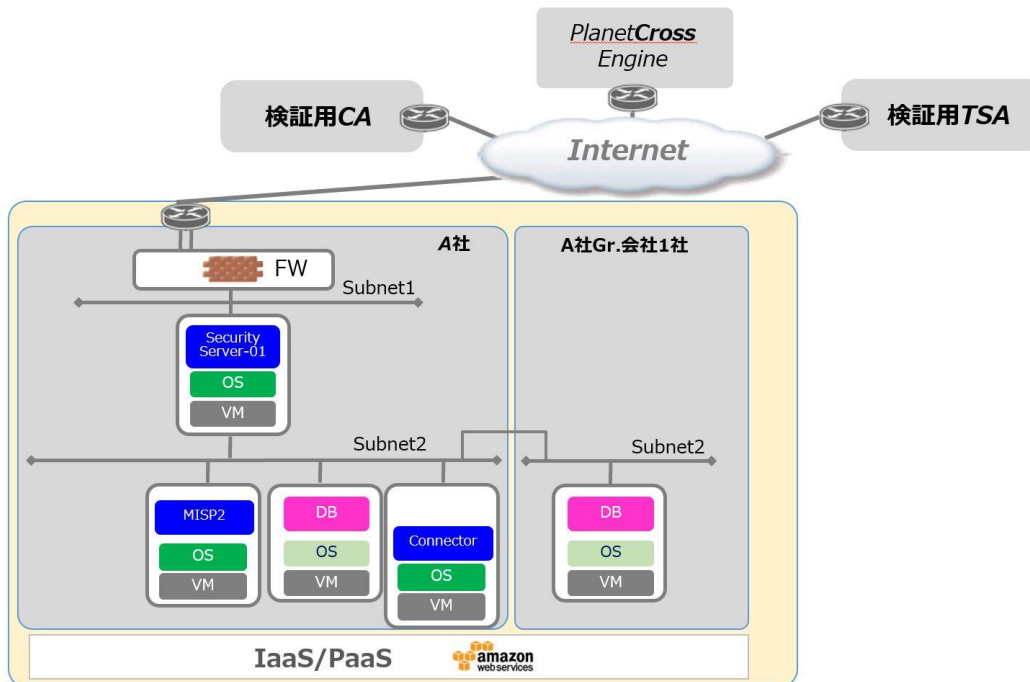 PlanetCross
Engine
検証用CA
検証用TSA
Internet
A社
A社Gr.会社1社
FW
Subnet1
Security
Server-01
OS
VM
Subnet2
Subnet2
MISP2
OS
VM
DB
OS
VM
Connector
OS
VM
DB
OS
VM
IaaS/PaaS
amazon
webservices